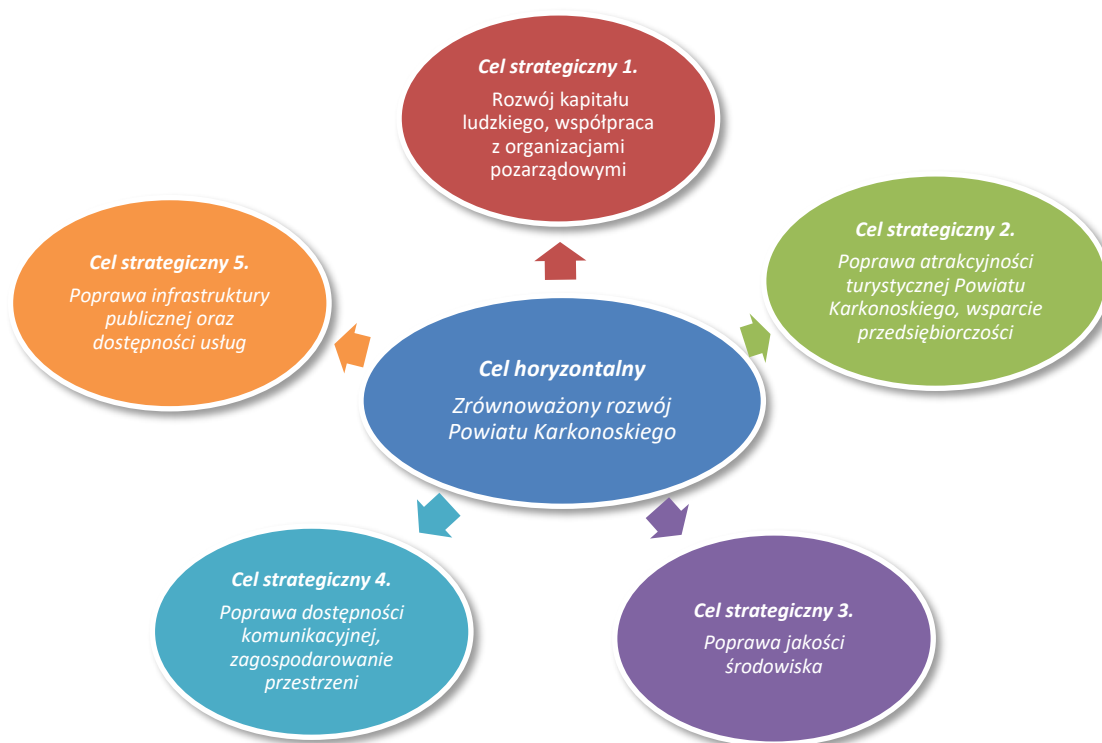 Cel strategiczny 1.
Rozwój kapitału
ludzkiego, współpraca
z organizacjami
pozarządowymi
Cel strategiczny 2.
Poprawa atrakcyjności
turystycznej Powiatu
Karkonoskiego, wsparcie
przedsiębiorczości
Cel strategiczny 5.
Poprawa infrastruktury
publicznej oraz
dostępności usług
Cel horyzontalny
Zrównoważony rozwój
Powiatu Karkonoskiego
Cel strategiczny 4.
Poprawa dostępności
komunikacyjnej,
zagospodarowanie
przestrzeni
Cel strategiczny 3.
Poprawa jakości
środowiska